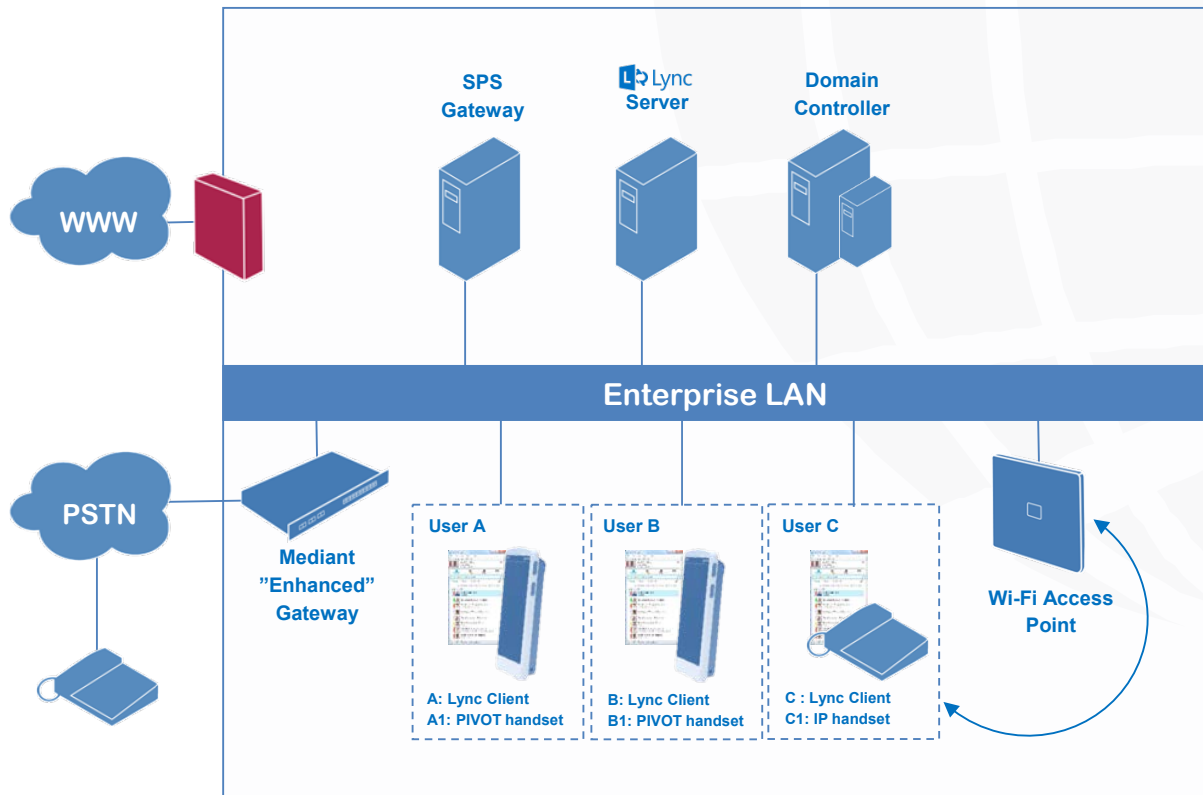 SPS
Gateway
Lync
Server
Domain
Controller
WWW
Enterprise LAN
PSTN
Mediant
”Enhanced”
Gateway
User A
A: Lync Client
A1: PIVOT handset
User B
B: Lync Client
B1: PIVOT handset
User C
C : Lync Client
C1: IP handset
Wi-Fi Access
Point